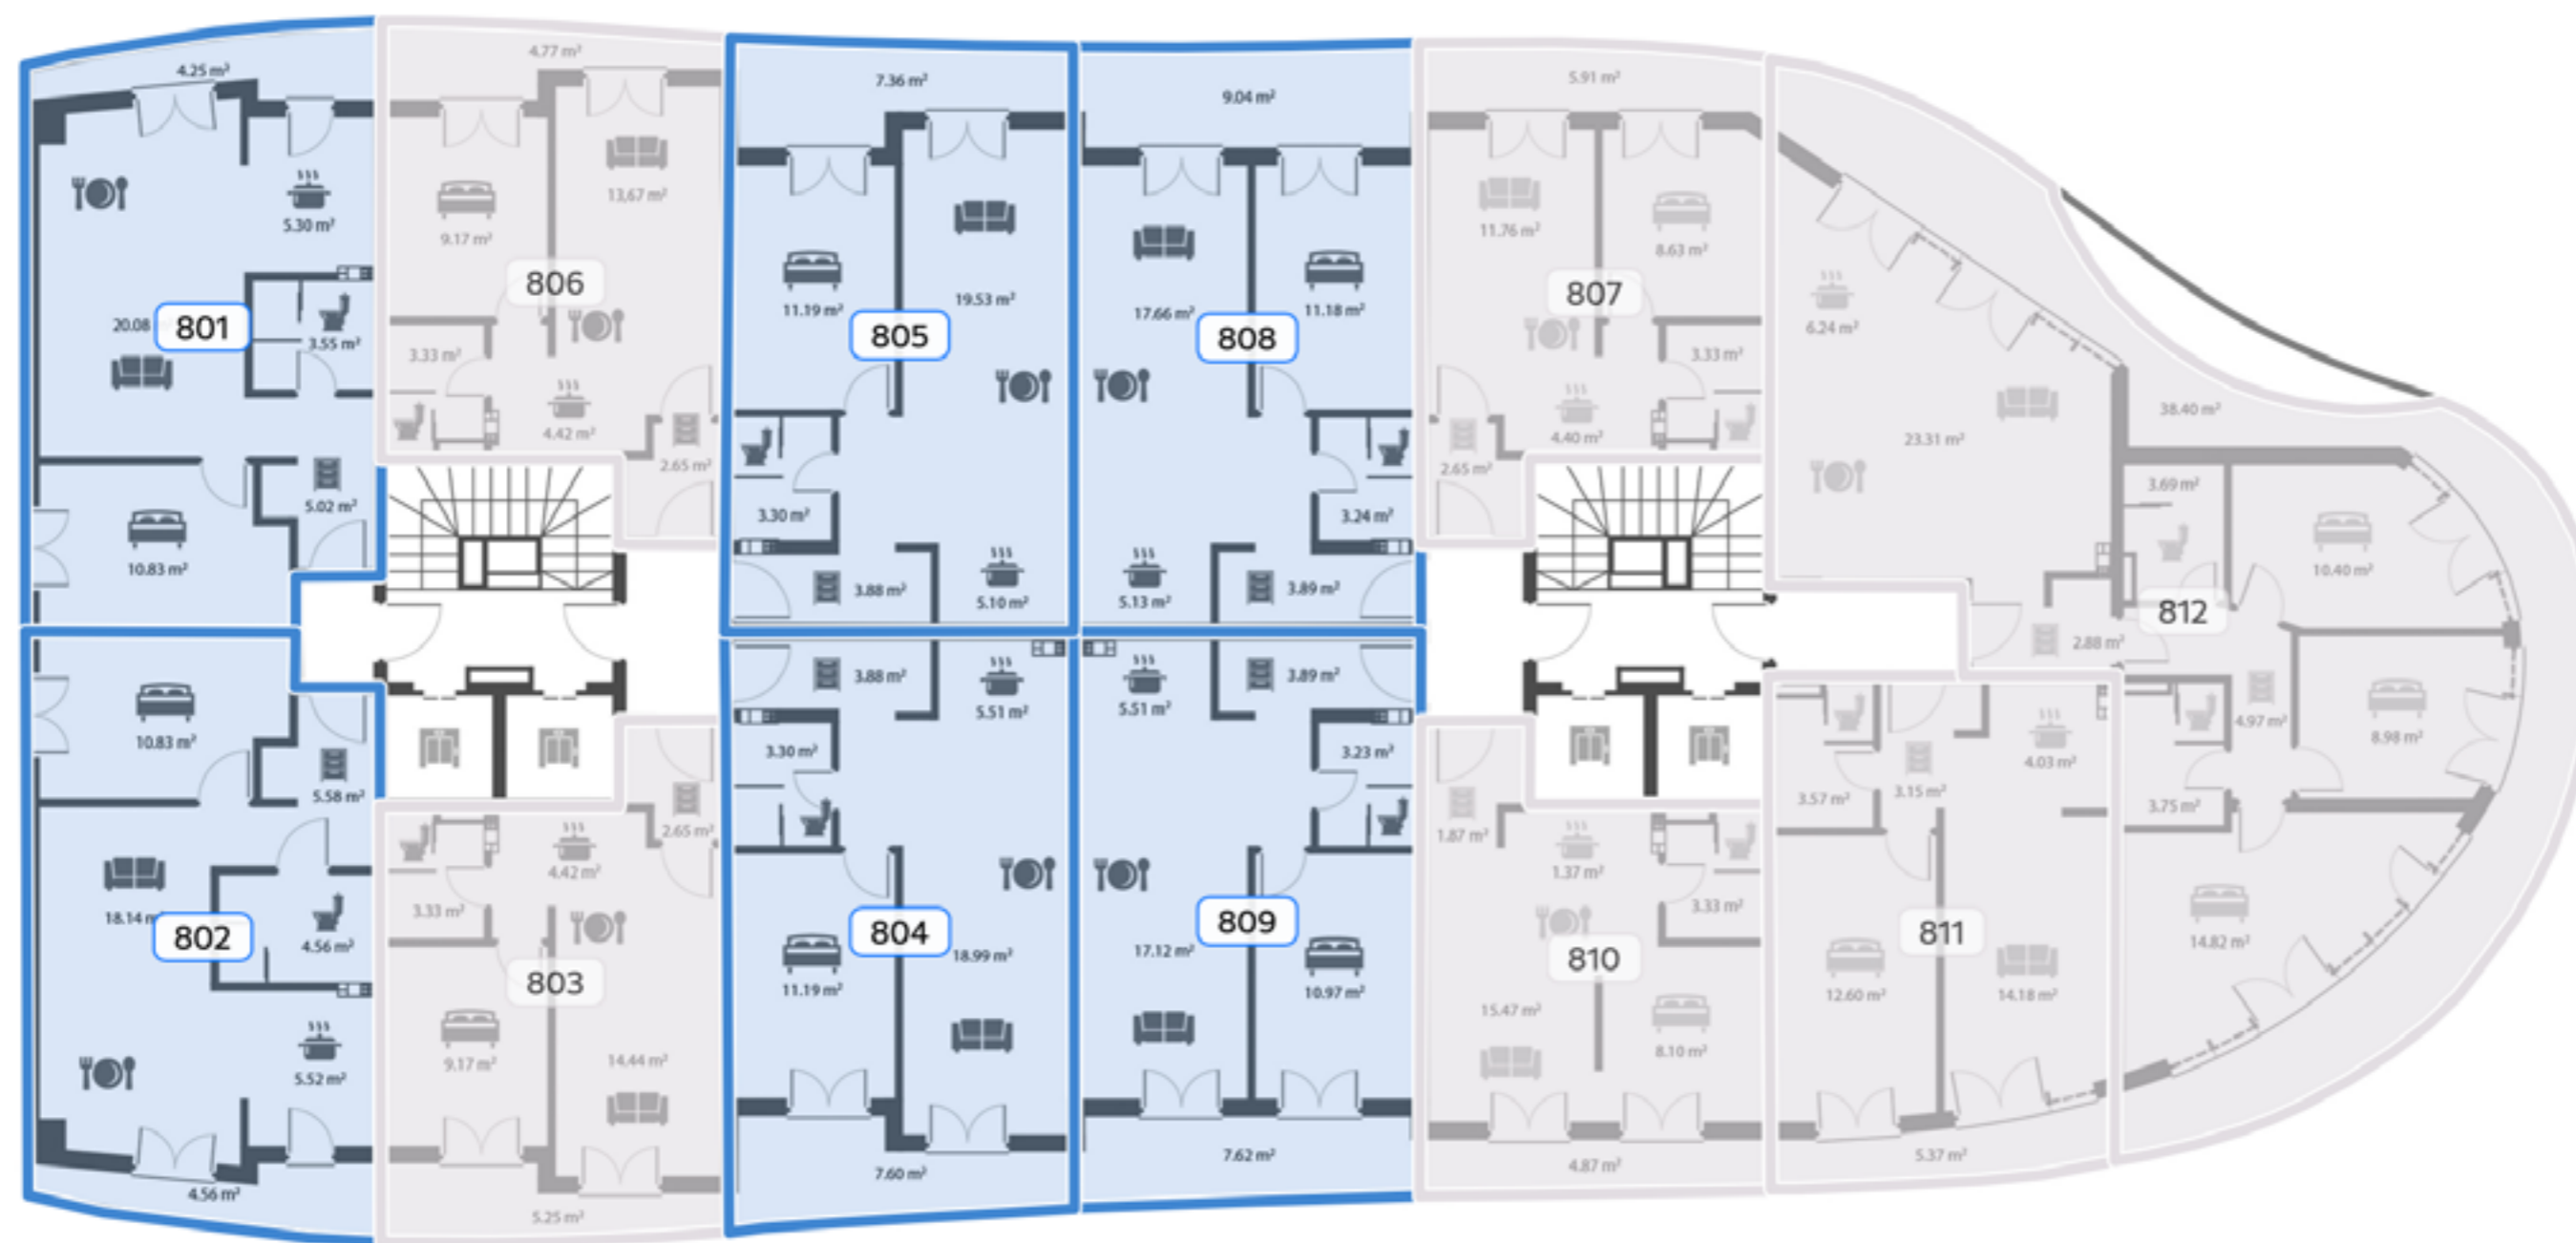 4.25 m²
5.30 m²
20.08
801
3.55 m²
5.02 m²
10.83 m²
4.77 m²
13,67 m²
9.17 m²
806
3.33 m²
4.42 m²
2.65 m²
7.36 m²
11.19 m²
19.53 m²
805
3.30 m²
3.88 m²
5.10 m²
9.04 m²
17.66 m²
11.18 m²
808
3.24 m²
5.13 m²
3.89 m²
5.91 m²
11.76 m²
8.63 m²
807
3.33 m²
4.40 m²
2.65 m²
6.24 m²
23.31 m²
38.40 m²
3.69 m²
10.40 m²
812
2.88 m²
4.97 m²
8.98 m²
3.75 m²
14.82 m²
10.83 m²
5.58 m²
18.14 m
802
4.56 m²
5.52 m²
4.56 m²
2.65 m²
4.42 m²
3.33 m²
803
9.17 m²
14.44 m²
5.25 m²
3.88 m²
5.51 m²
3.30 m²
804
18.99 m²
11.19 m²
7.60 m²
5.51 m²
3.89 m²
3.23 m²
809
17.12 m²
10.97 m²
7.62 m²
1.87 m²
1.37 m²
3.33 m²
810
15.47 m²
8.10 m²
4.87 m²
4.03 m²
3.57 m²
3.15 m²
811
12.60 m²
14.18 m²
5.37 m²